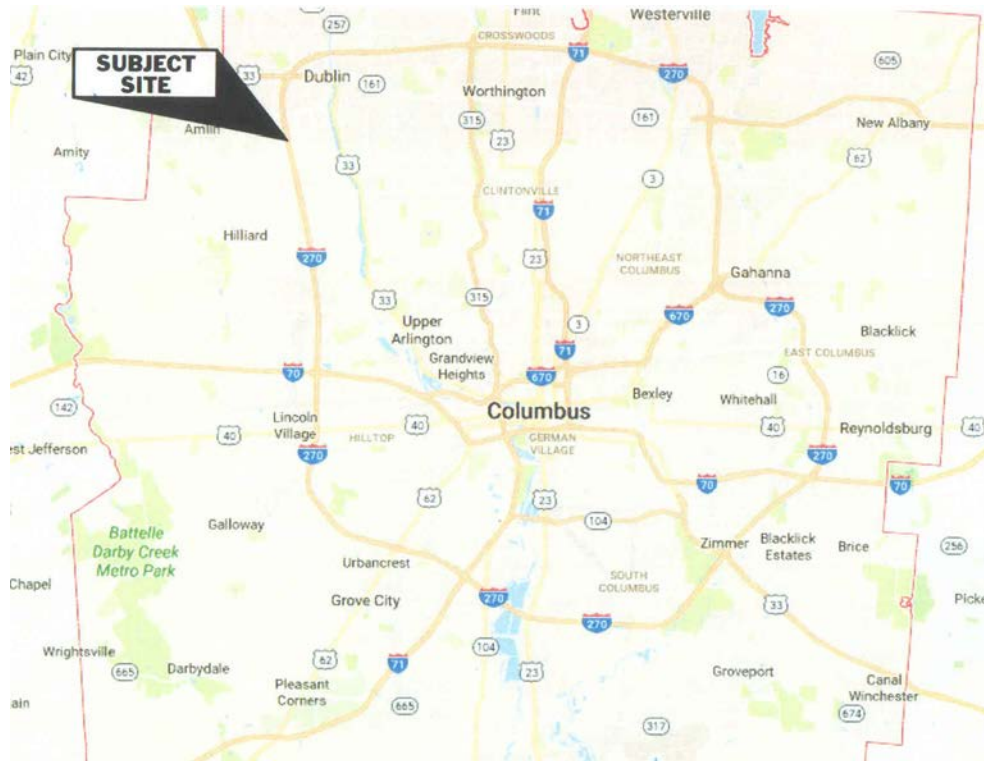 257
Westerville
CROSSWOODS
71
Plain City
42
SUBJECT
SITE
33
Dublin
161
270
605
Worthington
315
23
161
New Albany
Amlin
Amity
33
3
62
CLINTONVILLE
71
Hilliard
270
23
NORTHEAST
COLUMBUS
Gahanna
33
315
670
270
Upper
Arlington
3
Blacklick
Grandview
Heights
71
EAST COLUMBUS
70
670
16
142
Bexley
Whitehall
Columbus
Lincoln
Village
40
HILLTOP
40
GERMAN
VILLAGE
40
Reynoldsburg
40
est Jefferson
270
270
70
70
62
23
Battelle
Darby Creek
Metro Park
Galloway
104
Zimmer
Blacklick
Estates
Brice
256
Urbancrest
Chapel
SOUTH
COLUMBUS
Grove City
270
270
33
Picke
Wrightsville
665
Darbydale
62
71
104
23
Groveport
Canal
Winchester
Pleasant
Corners
ain
665
317
674